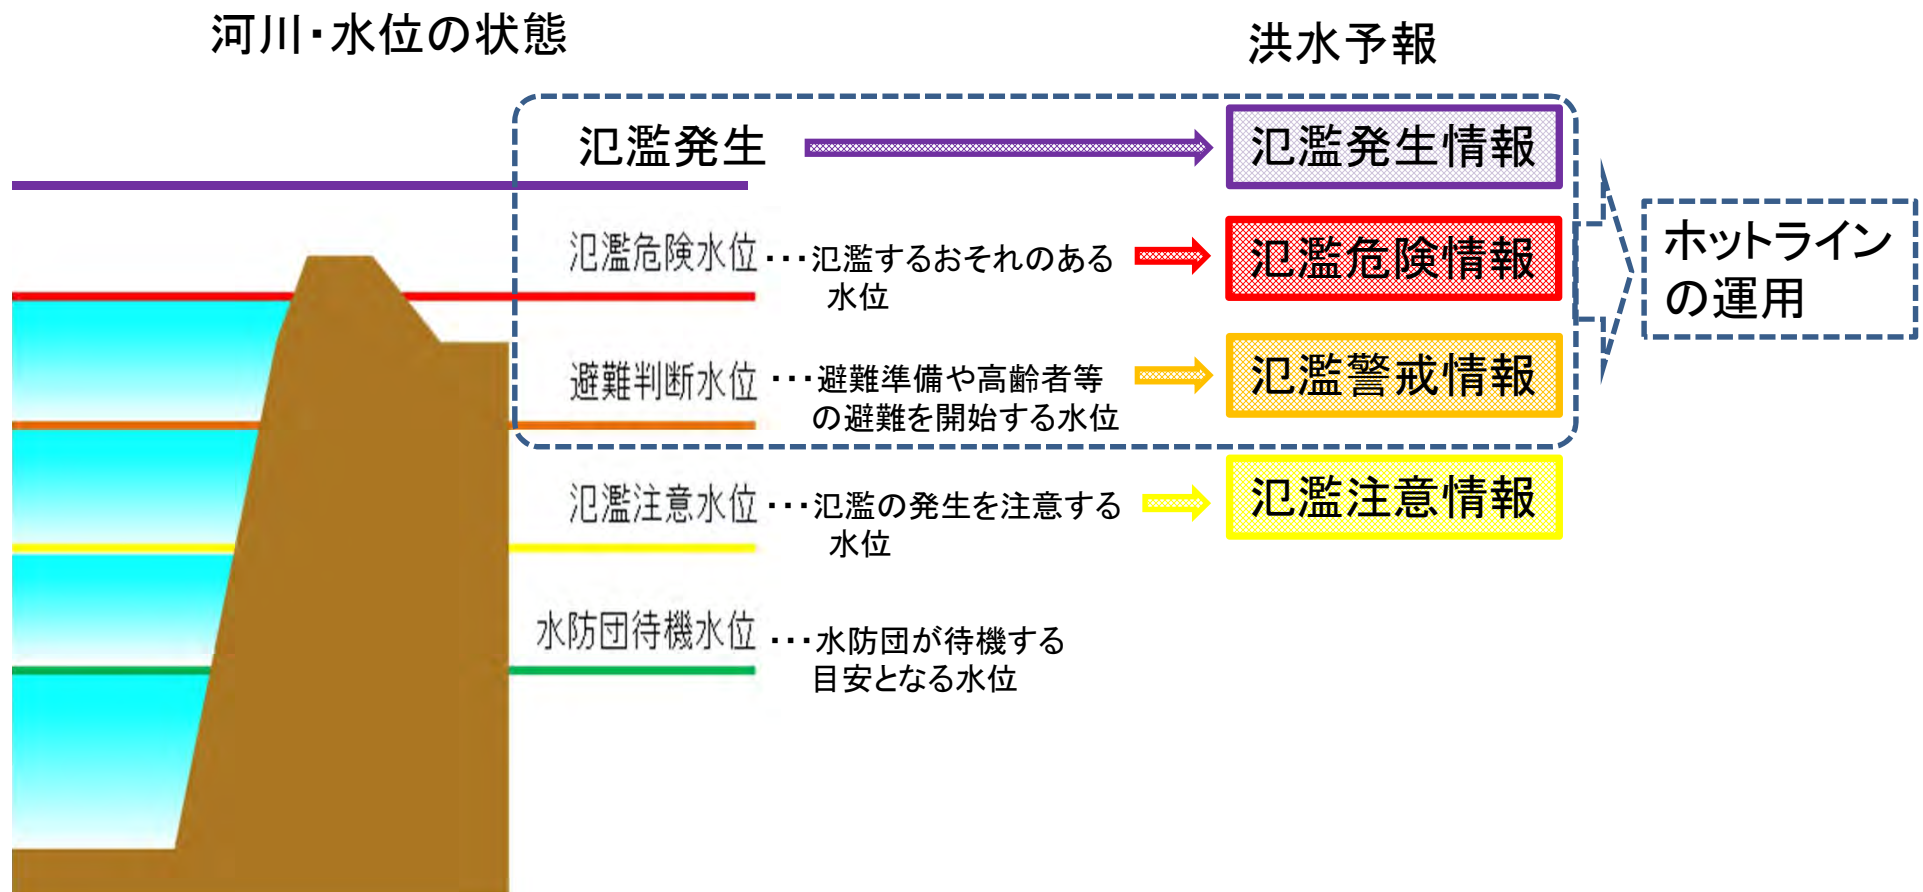 河川・水位の状態
洪水予報
氾濫発生
氾濫発生情報
氾濫危険水位
・・・氾濫するおそれのある
水位
氾濫危険情報
ホットライン
の運用
避難判断水位
・・・避難準備や高齢者等
の避難を開始する水位
氾濫警戒情報
氾濫注意水位
・・・氾濫の発生を注意する
水位
氾濫注意情報
水防団待機水位
・・・水防団が待機する
目安となる水位